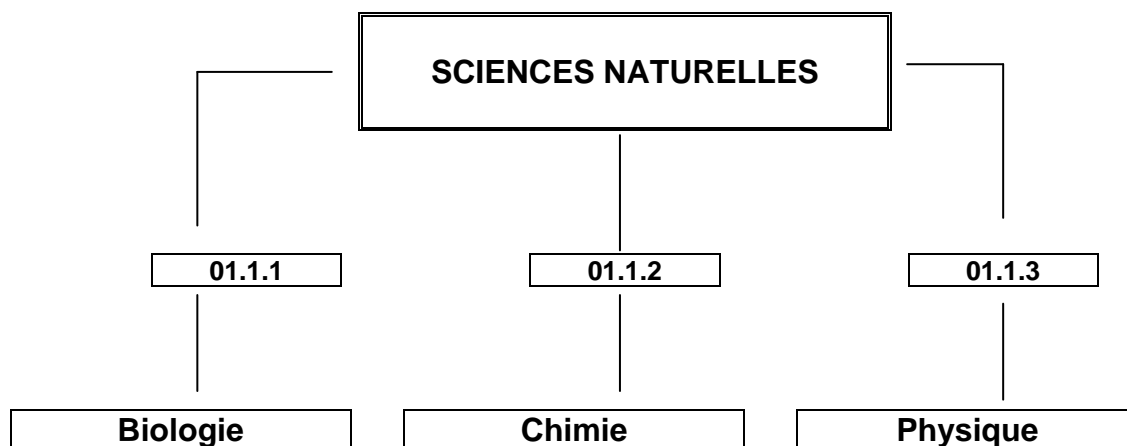 SCIENCES NATURELLES
01.1.1
01.1.2
01.1.3
Biologie
Chimie
Physique